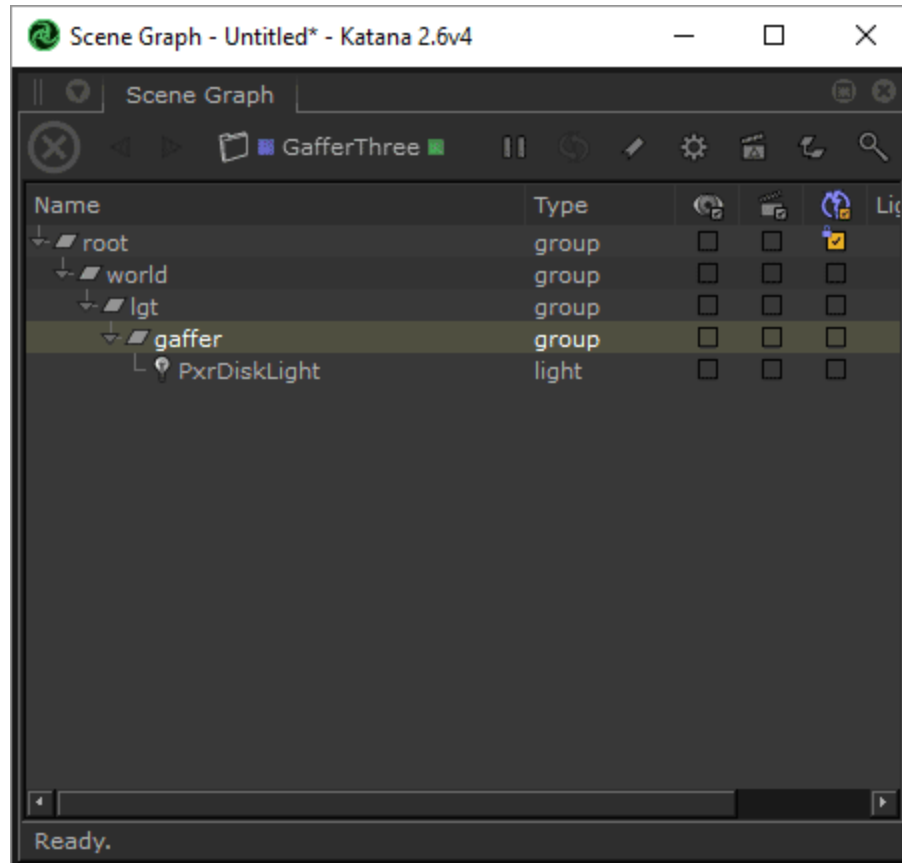 Scene Graph - Untitled* - Katana 2.6v4
Scene Graph
GafferThree
Name Type Lig
root group
world group
lgt group
gaffer group
PxrDiskLight light
Ready.